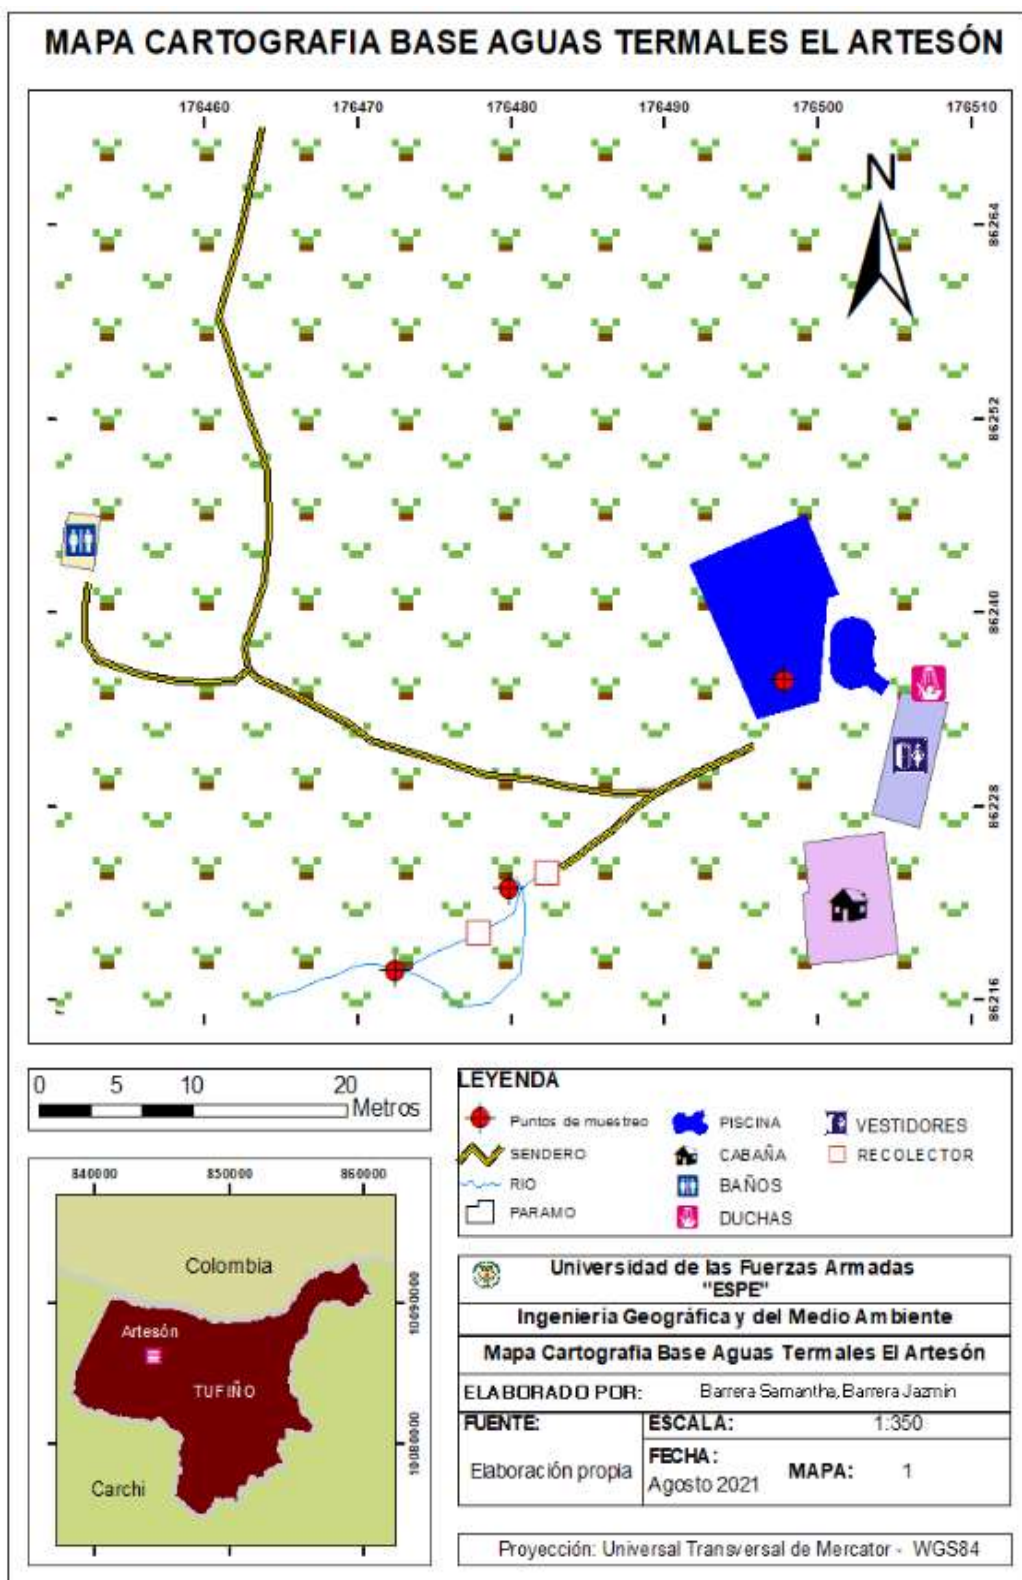 MAPA CARTOGRAFIA BASE AGUAS TERMALES EL ARTESÓN
176460 176470 176480 176490 176500 176510
N
86264
86252
86240
86228
86216
0 5 10 20
Metros
LEYENDA
Puntos de muestreo
SENDERO
RIO
PARAMO
PISCINA
CABAÑA
BAÑOS
DUCHAS
VESTIDORES
RECOLECTOR
840000 850000 860000
Colombia
Artesón
TUFIÑO
Carchi
10090000
10080000
Universidad de las Fuerzas Armadas
"ESPE"
Ingeniería Geográfica y del Medio Ambiente
Mapa Cartografia Base Aguas Termales El Artesón
ELABORADO POR: Barrera Samantha, Barrera Jazmin
FUENTE:
Elaboración propia
ESCALA: 1:350
FECHA:
Agosto 2021
MAPA: 1
Proyección: Universal Transversal de Mercator - WGS84